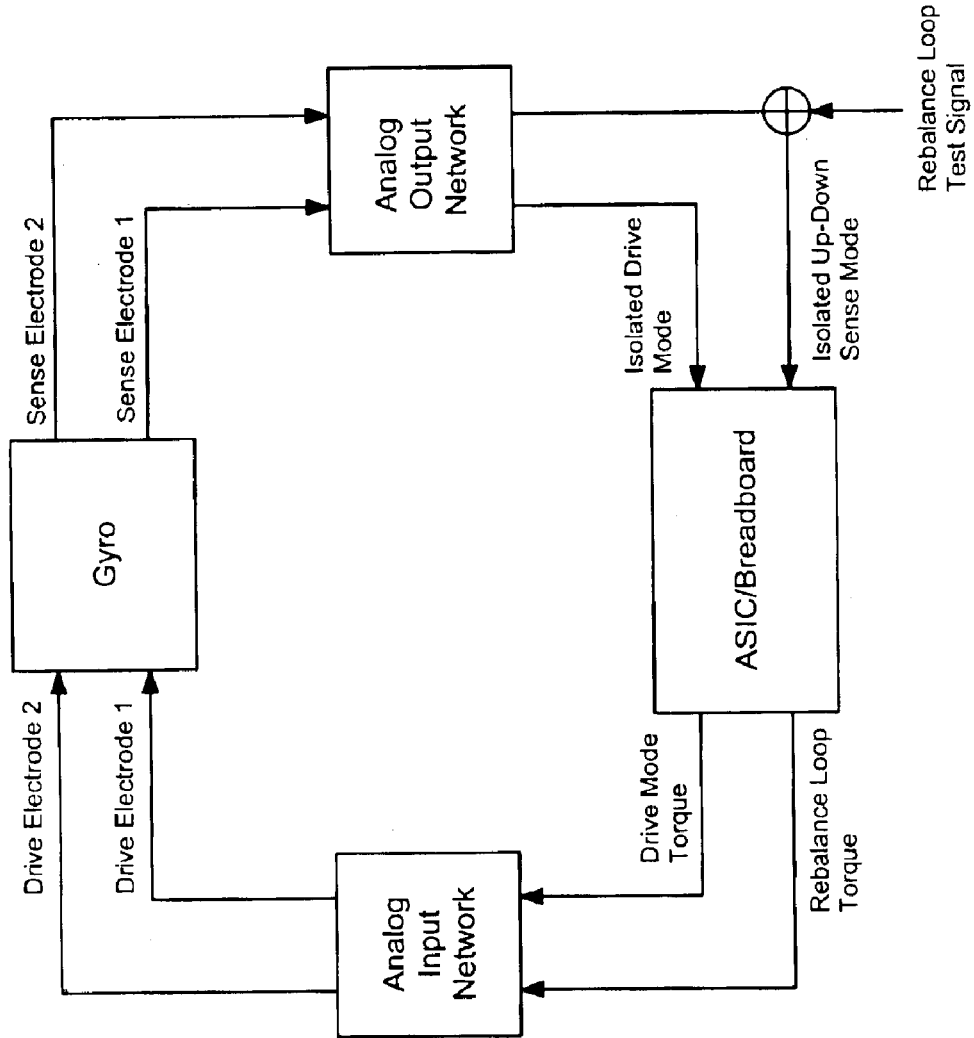 Drive Electrode 2
Drive Electrode 1
Gyro
Sense Electrode 2
Sense Electrode 1
Analog
Input
Network
Analog
Output
Network
Drive Mode
Torque
Rebalance Loop
Torque
ASIC/Breadboard
Isolated Drive
Mode
Isolated Up-Down
Sense Mode
Rebalance Loop
Test Signal